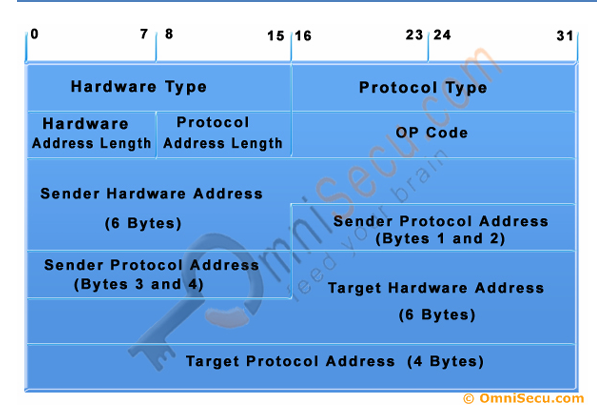 0 7 8 15 16 23 24 31
Hardware Type
Protocol Type
Hardware
Address Length
Protocol
Address Length
OP Code
Sender Hardware Address
(6 Bytes)
Sender Protocol Address
(Bytes 1 and 2)
Sender Protocol Address
(Bytes 3 and 4)
Target Hardware Address
(6 Bytes)
Target Protocol Address (4 Bytes)
OmniSecu.com
feed your brain
© OmniSecu.com